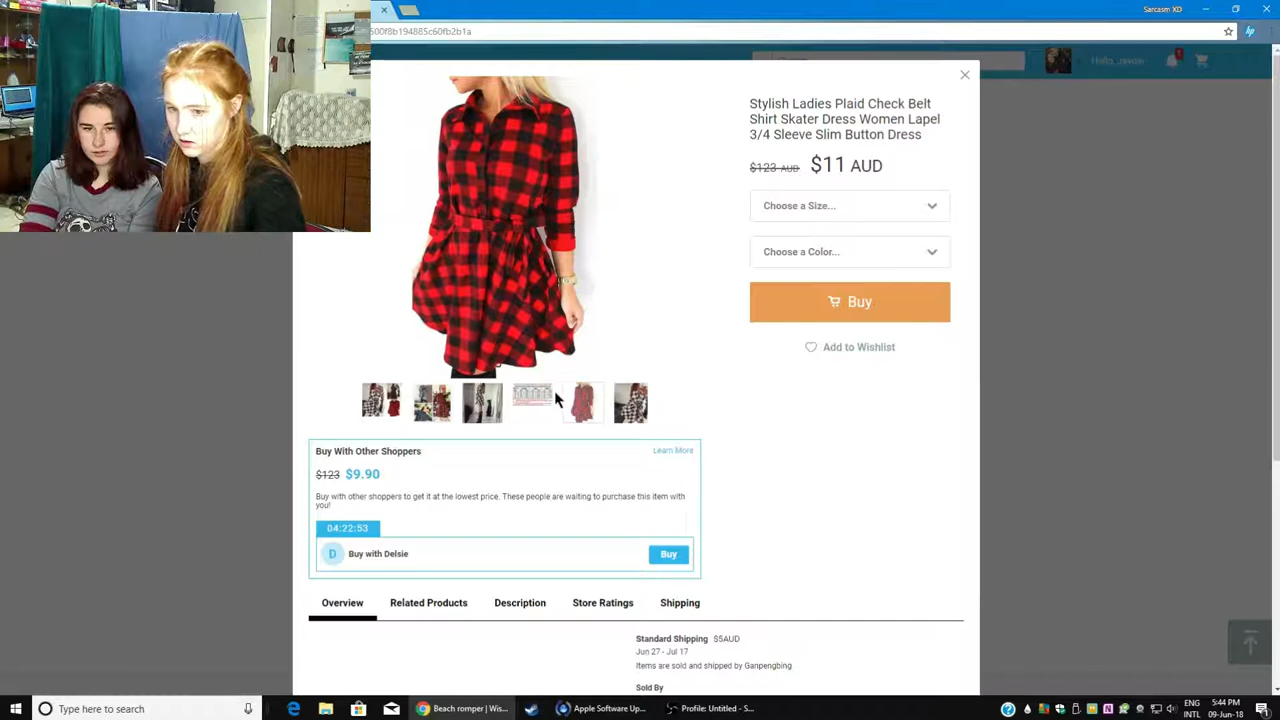 Sarcasm XD
500f8b194885c60fb2b1a
Stylish Ladies Plaid Check Belt
Shirt Skater Dress Women Lapel
3/4 Sleeve Slim Button Dress
$123 AUD $11 AUD
Choose a Size...
Choose a Color...
Buy
Add to Wishlist
Buy With Other Shoppers
Learn More
$123 $9.90
Buy with other shoppers to get it at the lowest price. These people are waiting to purchase this item with
you!
04:22:53
D Buy with Delsie
Buy
Overview Related Products Description Store Ratings Shipping
Standard Shipping $5AUD
Jun 27 - Jul 17
Items are sold and shipped by Ganpengbing
Sold By
Type here to search
Beach romper | Wis...
Apple Software Up...
Profile: Untitled - S...
INTL
5:44 PM
09-Jun-18